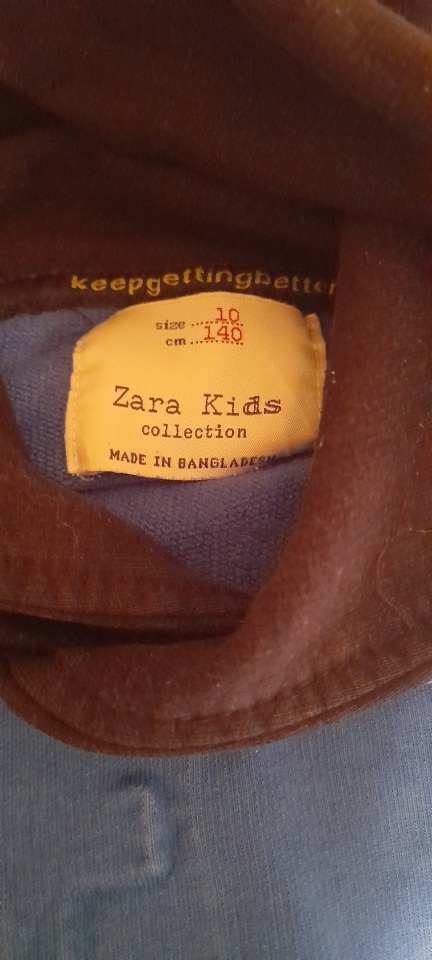 keepgettingbetter
size ....10
cm ....140
Zara Kids
collection
MADE IN BANGLADESH